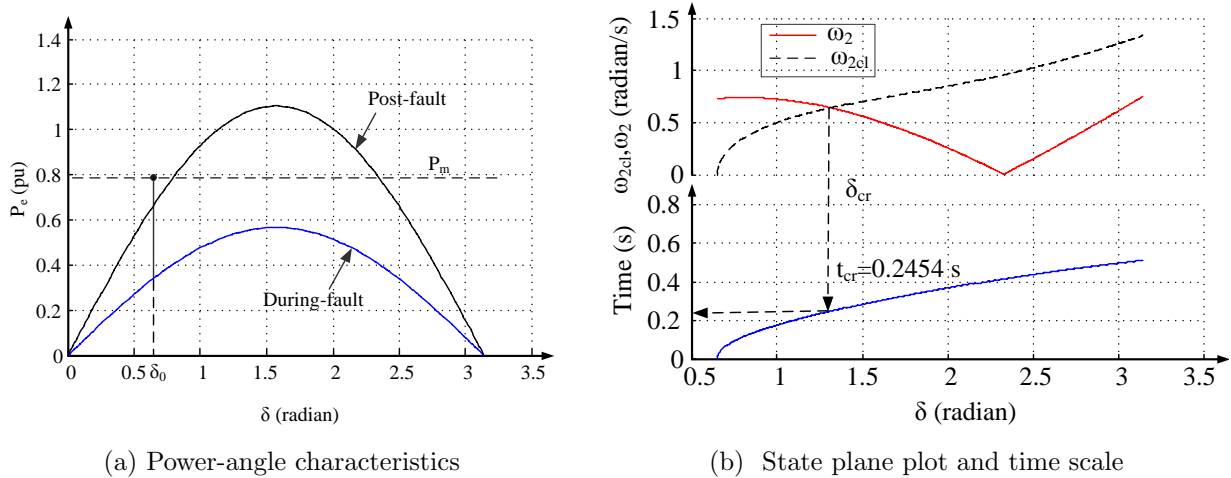 1.4
1.2
1.0
0.8
0.6
0.4
0.2
0
P_e (pu)
Post-fault
P_m
During-fault
0
0.5
δ_0
1
1.5
2
2.5
3
3.5
δ (radian)
(a) Power-angle characteristics
ω_2cl,ω_2 (radian/s)
1.5
1
0.5
0
ω_2
ω_2cl
δ_cr
Time (s)
0.8
0.6
0.4
0.2
0
t_cr=0.2454 s
0.5
1
1.5
2
2.5
3
3.5
δ (radian)
(b) State plane plot and time scale